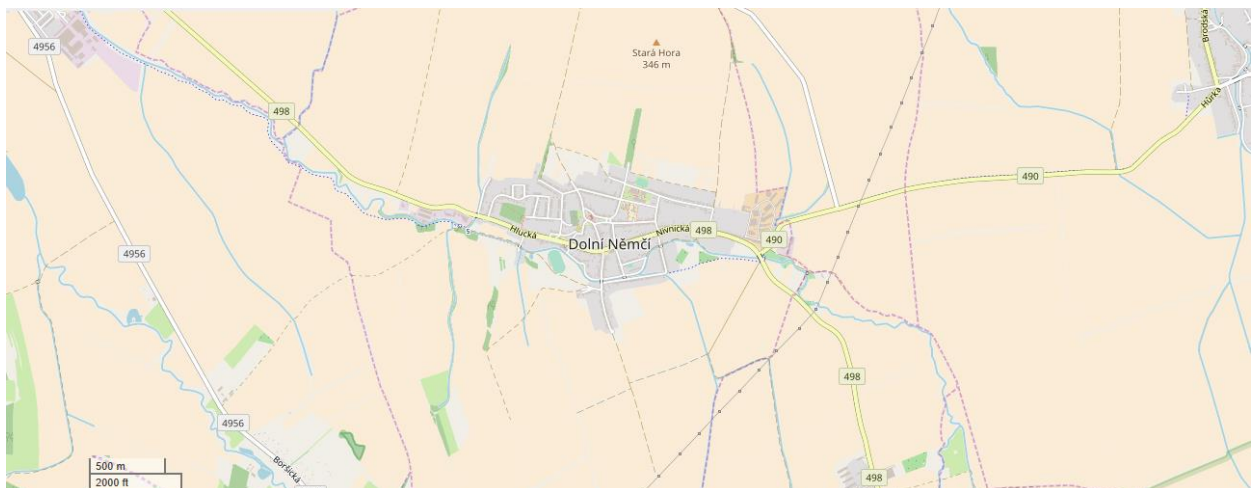 4956
498
Stará Hora
346 m
Brodská
Hůrka
490
Hlucká
Nivnická
498
Dolní Němčí
490
4956
498
4956
Boršická
500 m
2000 ft
498